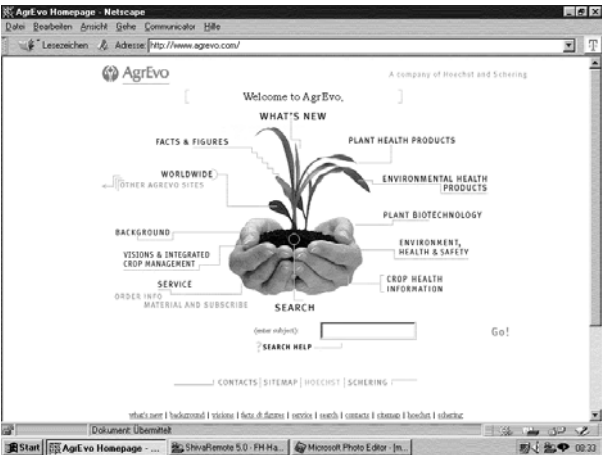 AgrEvo Homepage - Netscape
Datei Bearbeiten Ansicht Gehe Communicator Hilfe
Lesezeichen Adresse: http://www.agrevo.com/
AgrEvo
A company of Hoechst and Schering
Welcome to AgrEvo.
WHAT'S NEW
FACTS & FIGURES
PLANT HEALTH PRODUCTS
WORLDWIDE
OTHER AGREVO SITES
ENVIRONMENTAL HEALTH
PRODUCTS
PLANT BIOTECHNOLOGY
BACKGROUND
ENVIRONMENT,
HEALTH & SAFETY
VISIONS & INTEGRATED
CROP MANAGEMENT
SERVICE
CROP HEALTH
INFORMATION
ORDER INFO
MATERIAL AND SUBSCRIBE
SEARCH
(enter subject):
Go!
? SEARCH HELP
CONTACTS | SITEMAP | HOECHST | SCHERING
what's new | background | visions | facts & figures | service | search | contacts | sitemap | hoechst | schering
Dokument: Übermittelt
Start AgrEvo Homepage - ... ShivaRemote 5.0 - FH Ha... Microsoft Photo Editor - [m... 08:33